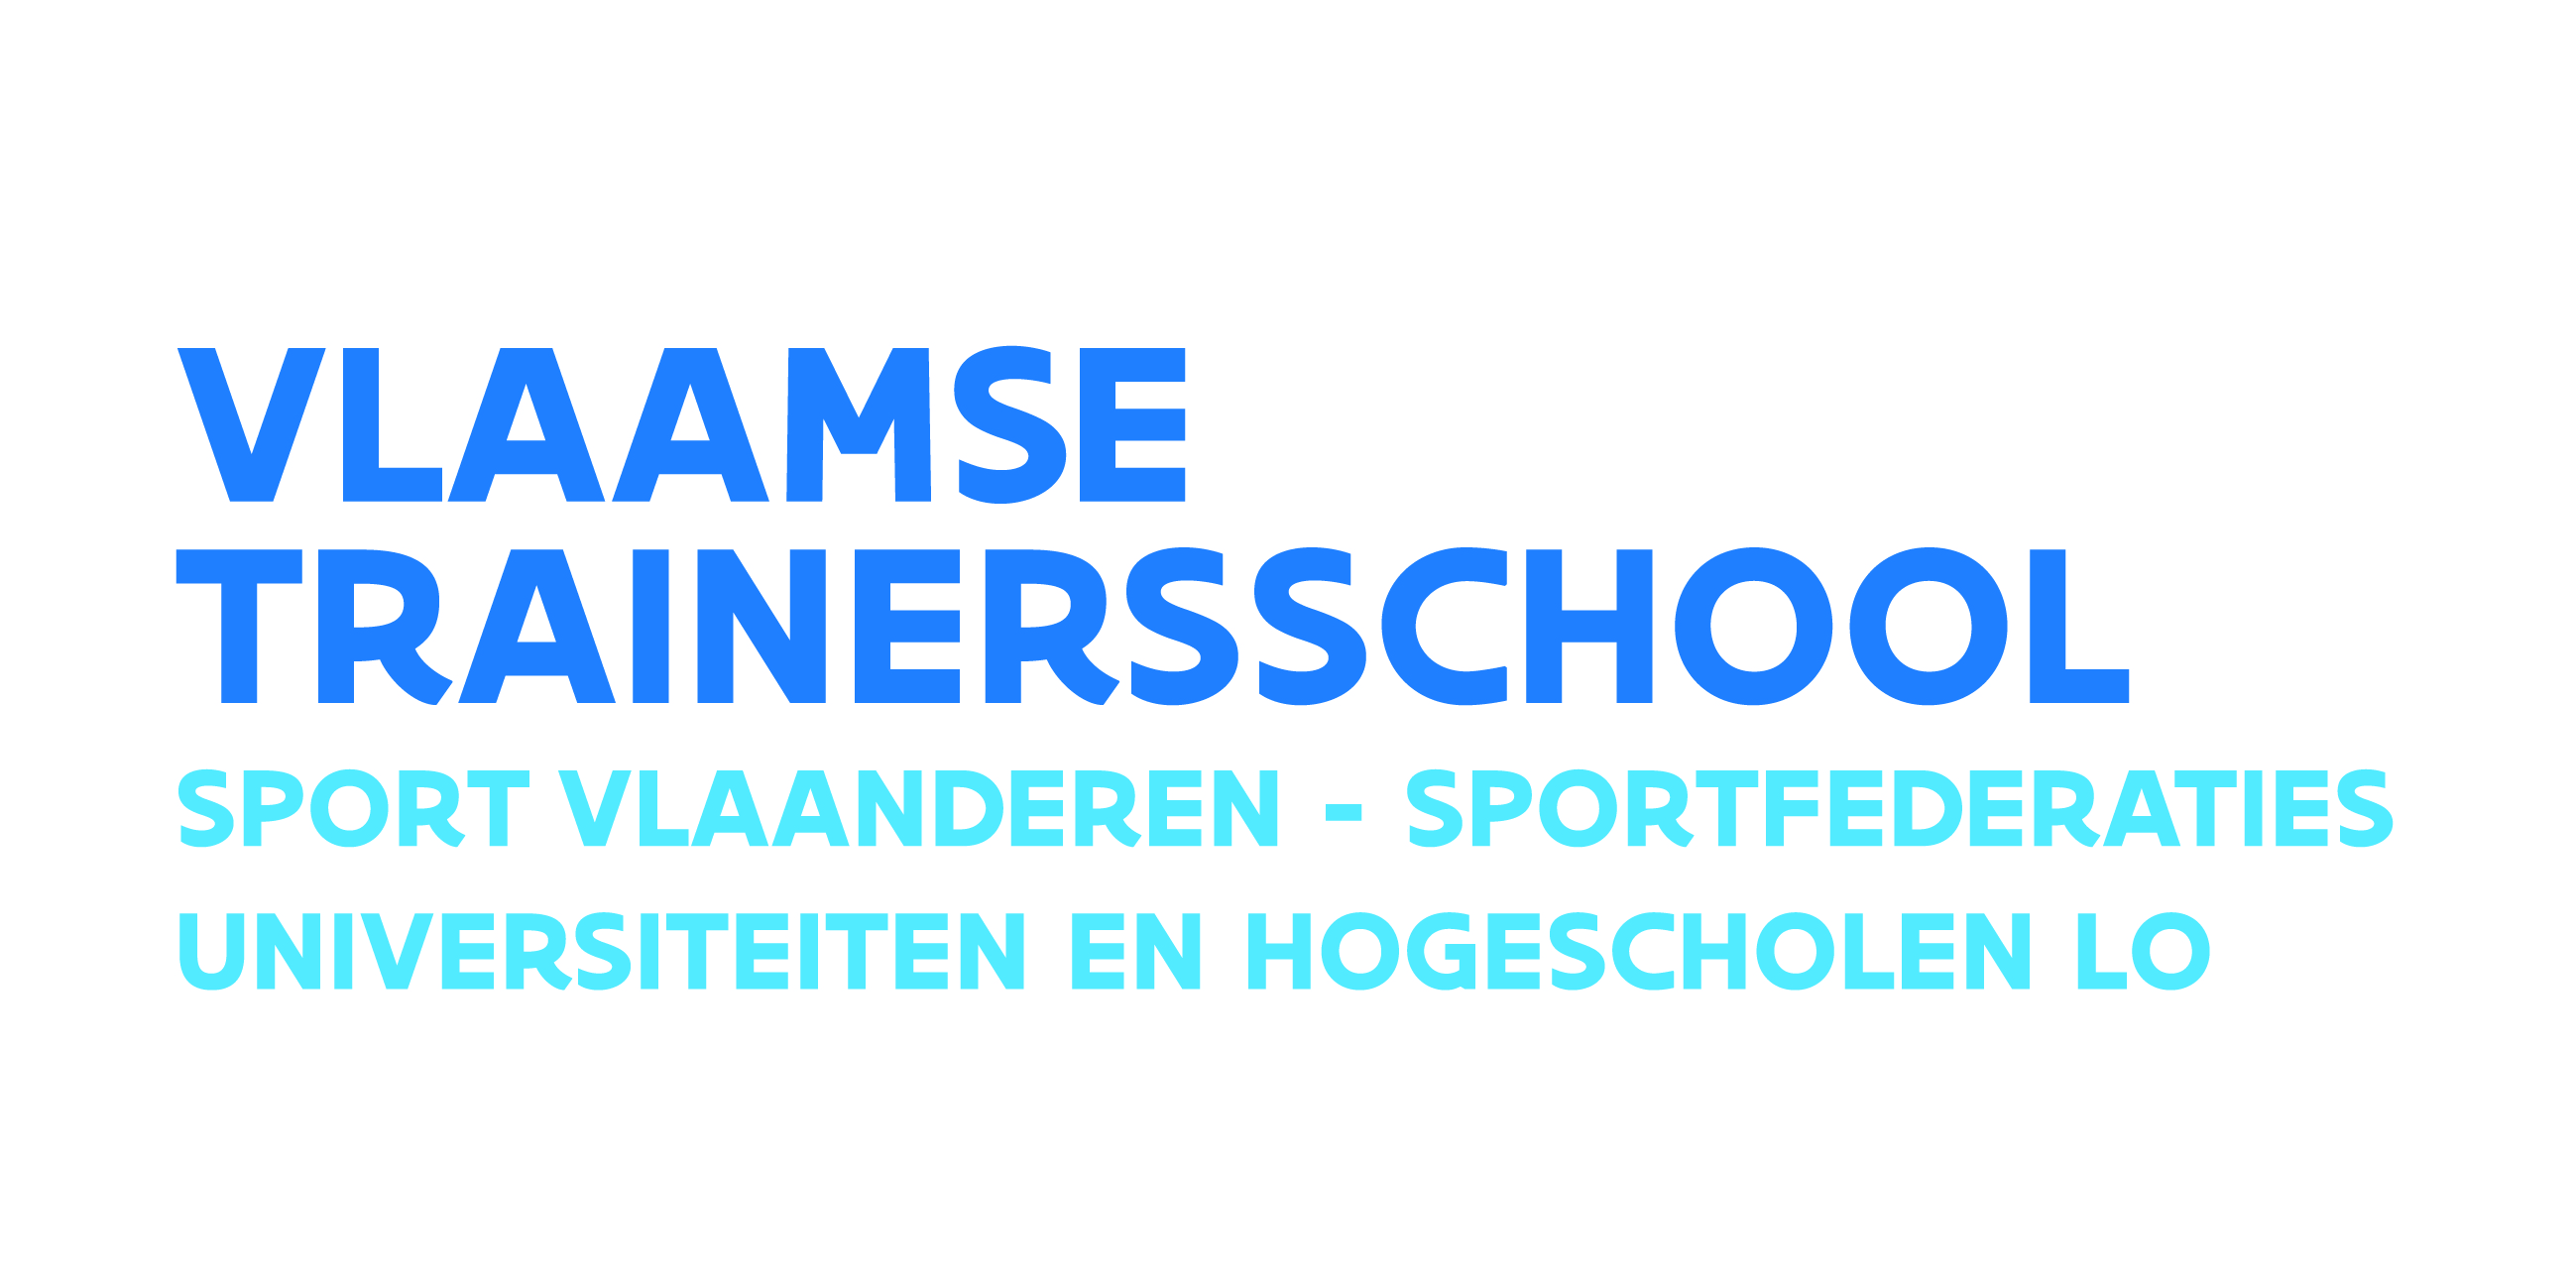 VLAAMSE
TRAINERSSCHOOL
SPORT VLAANDEREN - SPORTFEDERATIES
UNIVERSITEITEN EN HOGESCHOLEN LO